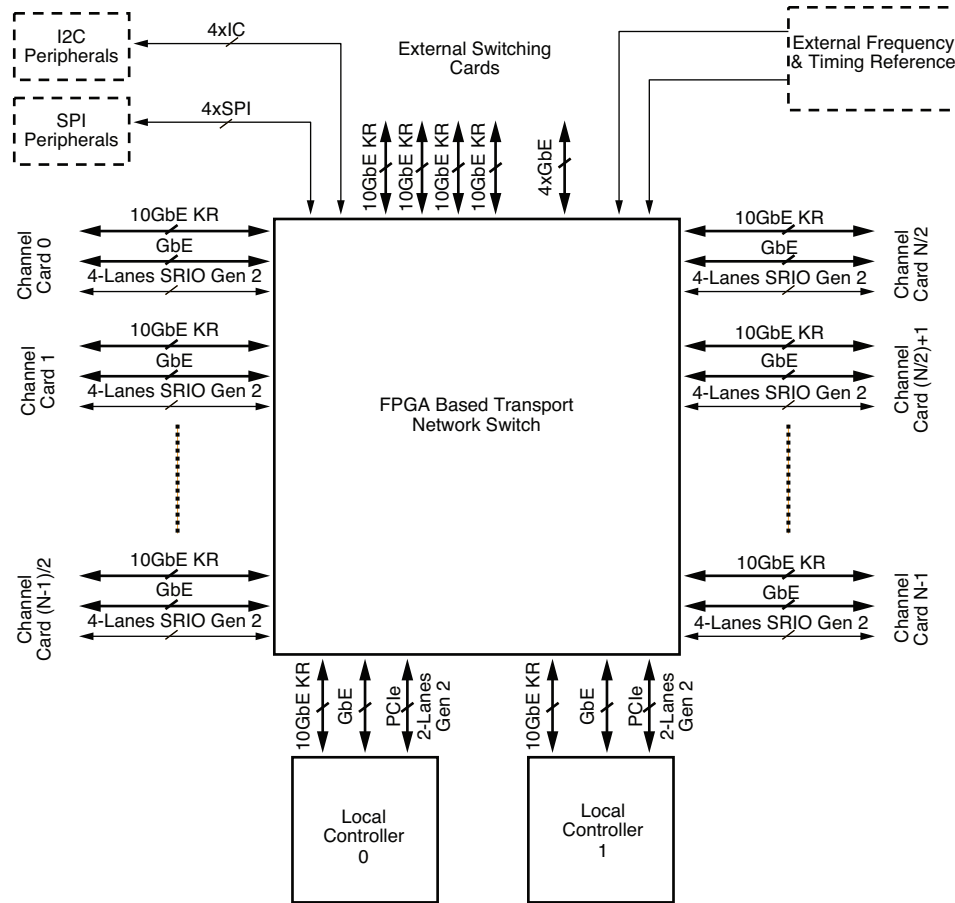 I2C
Peripherals
4xIC
SPI
Peripherals
4xSPI
External Switching
Cards
External Frequency
& Timing Reference
10GbE KR
10GbE KR
10GbE KR
10GbE KR
4xGbE
Channel
Card 0
10GbE KR
GbE
4-Lanes SRIO Gen 2
Channel
Card 1
10GbE KR
GbE
4-Lanes SRIO Gen 2
Channel
Card (N-1)/2
10GbE KR
GbE
4-Lanes SRIO Gen 2
FPGA Based Transport
Network Switch
10GbE KR
GbE
4-Lanes SRIO Gen 2
Channel
Card N/2
10GbE KR
GbE
4-Lanes SRIO Gen 2
Channel
Card (N/2)+1
10GbE KR
GbE
4-Lanes SRIO Gen 2
Channel
Card N-1
10GbE KR
GbE
PCIe
2-Lanes
Gen 2
10GbE KR
GbE
PCIe
2-Lanes
Gen 2
Local
Controller
0
Local
Controller
1